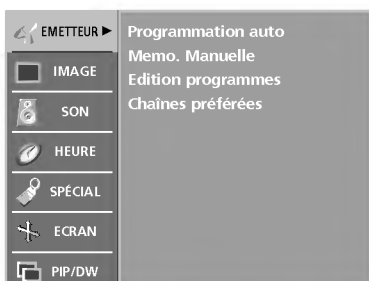 EMETTEUR
IMAGE
SON
HEURE
SPÉCIAL
ECRAN
PIP/DW
Programmation auto
Memo. Manuelle
Edition programmes
Chaînes préférées